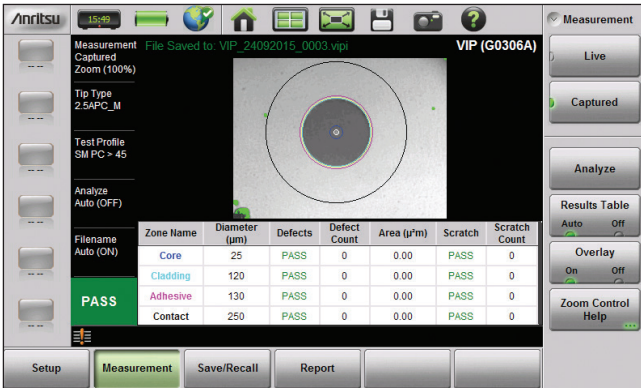 Anritsu
15:49
?
Measurement
Measurement
Captured
Zoom (100%)
File Saved to: VIP_24092015_0003.vipi
VIP (G0306A)
Tip Type
2.5APC_M
Test Profile
SM PC > 45
Analyze
Auto (OFF)
Filename
Auto (ON)
PASS
-- --
-- --
-- --
-- --
-- --
-- --
Zone Name Diameter (µm) Defects Defect Count Area (µ²m) Scratch Scratch Count
Core 25 PASS 0 0.00 PASS 0
Cladding 120 PASS 0 0.00 PASS 0
Adhesive 130 PASS 0 0.00 PASS 0
Contact 250 PASS 0 0.00 PASS 0
Live
Captured
Analyze
Results Table
Auto Off
Overlay
On Off
Zoom Control
Help
Setup
Measurement
Save/Recall
Report